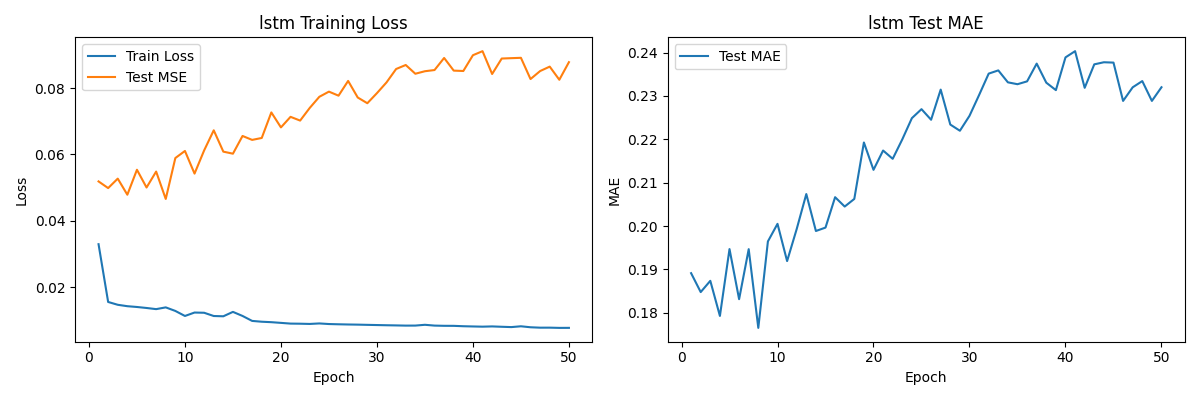 lstm Training Loss
Train Loss
Test MSE
0.08
0.06
0.04
0.02
Loss
0
10
20
30
40
50
Epoch
lstm Test MAE
Test MAE
0.24
0.23
0.22
0.21
0.20
0.19
0.18
MAE
0
10
20
30
40
50
Epoch